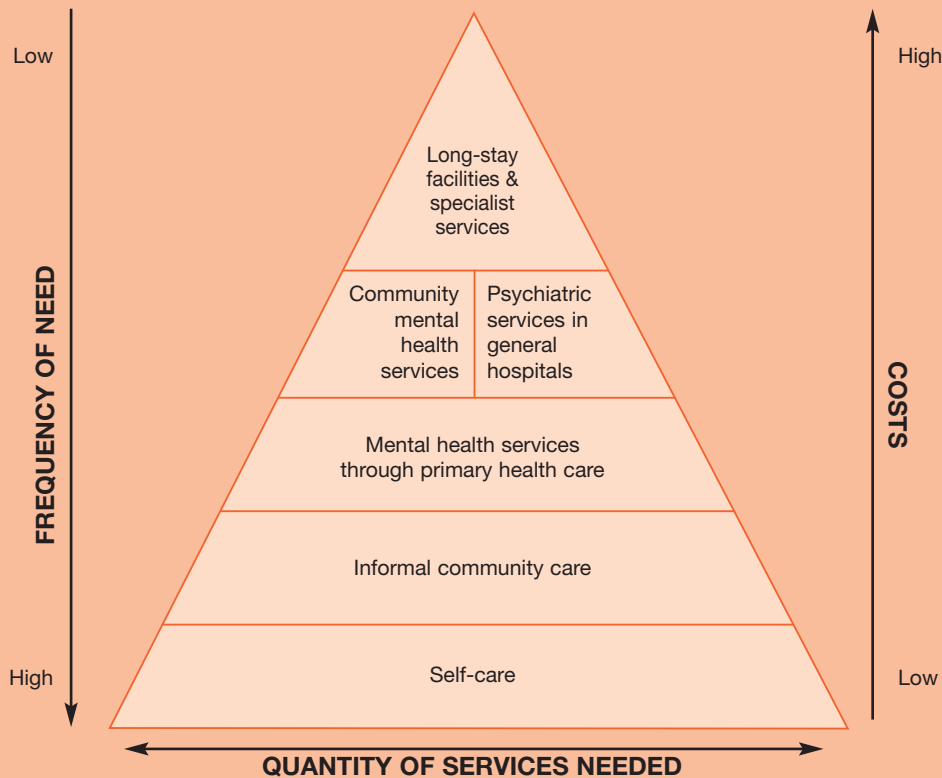 Low
High
Long-stay
facilities &
specialist
services
Community
mental
health
services
Psychiatric
services in
general
hospitals
FREQUENCY OF NEED
COSTS
Mental health services
through primary health care
Informal community care
Self-care
High
Low
QUANTITY OF SERVICES NEEDED